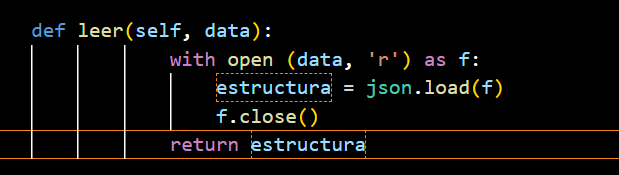 def leer(self, data):
with open (data, 'r') as f:
estructura = json.load(f)
f.close()
return estructura